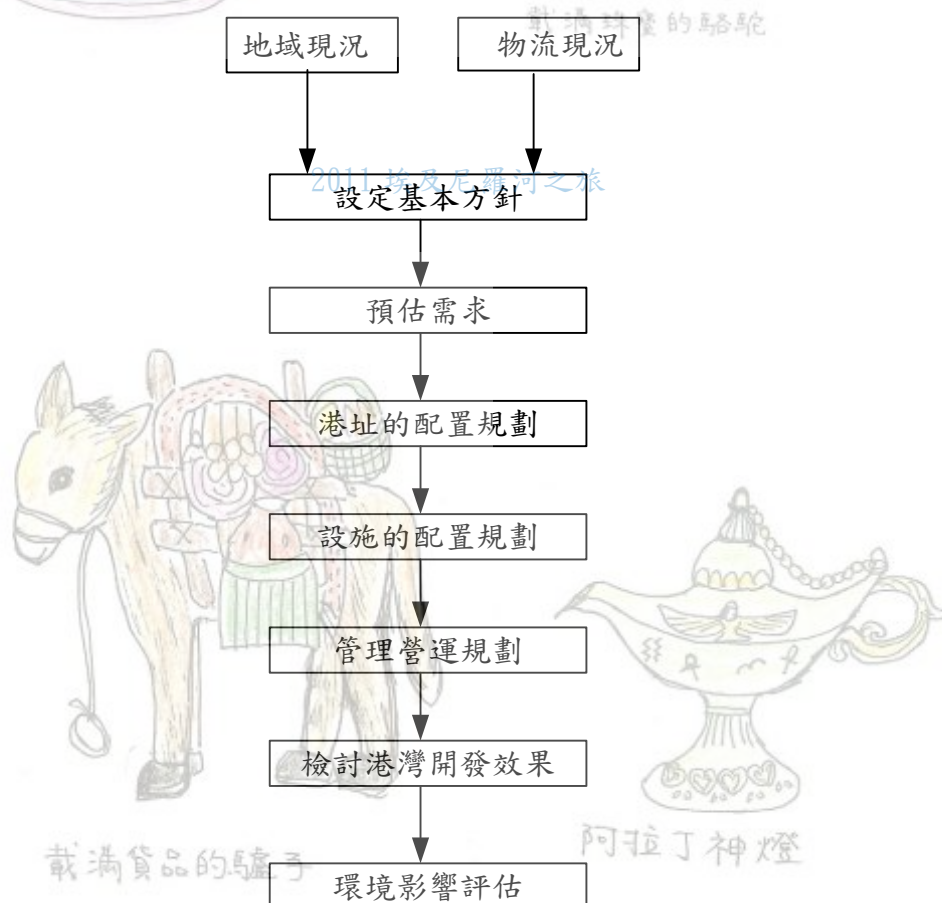 載滿珠寶的駱駝
地域現況
物流現況
2011 埃及尼羅河之旅
設定基本方針
預估需求
港址的配置規劃
設施的配置規劃
管理營運規劃
檢討港灣開發效果
載滿貨品的驢子
阿拉丁神燈
環境影響評估